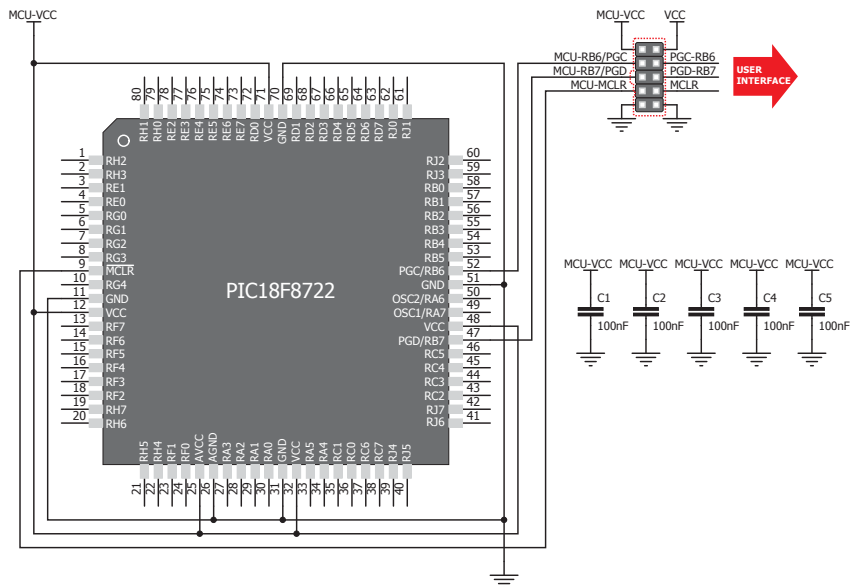 MCU-VCC
MCU-VCC VCC
MCU-RB6/PGC PGC-RB6
MCU-RB7/PGD PGD-RB7
MCU-MCLR MCLR
USER
INTERFACE
80 79 78 77 76 75 74 73 72 71 70 69 68 67 66 65 64 63 62 61
RH1 RH0 RE2 RE3 RE4 RE5 RE6 RE7 RD0 VCC GND RD1 RD2 RD3 RD4 RD5 RD6 RD7 RJ0 RJ1
1 RH2
2 RH3
3 RE1
4 RE0
5 RG0
6 RG1
7 RG2
8 RG3
9 MCLR
10 RG4
11 GND
12 VCC
13 RF7
14 RF6
15 RF5
16 RF4
17 RF3
18 RF2
19 RH7
20 RH6
PIC18F8722
RJ2 60
RJ3 59
RB0 58
RB1 57
RB2 56
RB3 55
RB4 54
RB5 53
PGC/RB6 52
GND 51
OSC2/RA6 50
OSC1/RA7 49
VCC 48
PGD/RB7 47
RC5 46
RC4 45
RC3 44
RC2 43
RJ7 42
RJ6 41
RH5 RH4 RF1 RF0 AVCC AGND RA3 RA2 RA1 RA0 GND VCC RA5 RA4 RC1 RC0 RC6 RC7 RJ4 RJ5
21 22 23 24 25 26 27 28 29 30 31 32 33 34 35 36 37 38 39 40
MCU-VCC MCU-VCC MCU-VCC MCU-VCC MCU-VCC
C1 C2 C3 C4 C5
100nF 100nF 100nF 100nF 100nF